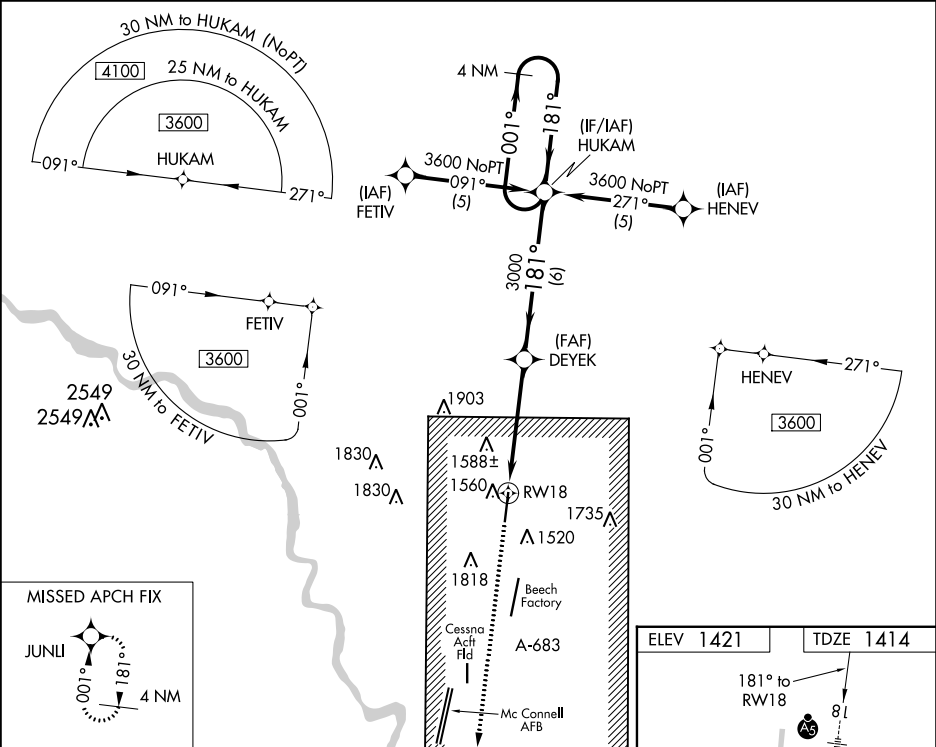 30 NM to HUKAM (NoPT)
4100
25 NM to HUKAM
3600
HUKAM
091°
271°
4 NM
001°
181°
(IF/IAF)
HUKAM
3600 NoPT
091°
(5)
(IAF)
FETIV
3600 NoPT
271°
(5)
(IAF)
HENEV
3000
181°
(6)
(FAF)
DEYEK
091°
FETIV
3600
001°
30 NM to FETIV
HENEV
271°
3600
001°
30 NM to HENEV
2549
2549
1903
1830
1830
1588±
1560
RW18
1735
1520
1818
Beech
Factory
Cessna
Acft
Fld
A-683
Mc Connell
AFB
MISSED APCH FIX
JUNLI
001°
181°
4 NM
ELEV 1421
TDZE 1414
181° to
RW18
18
A5